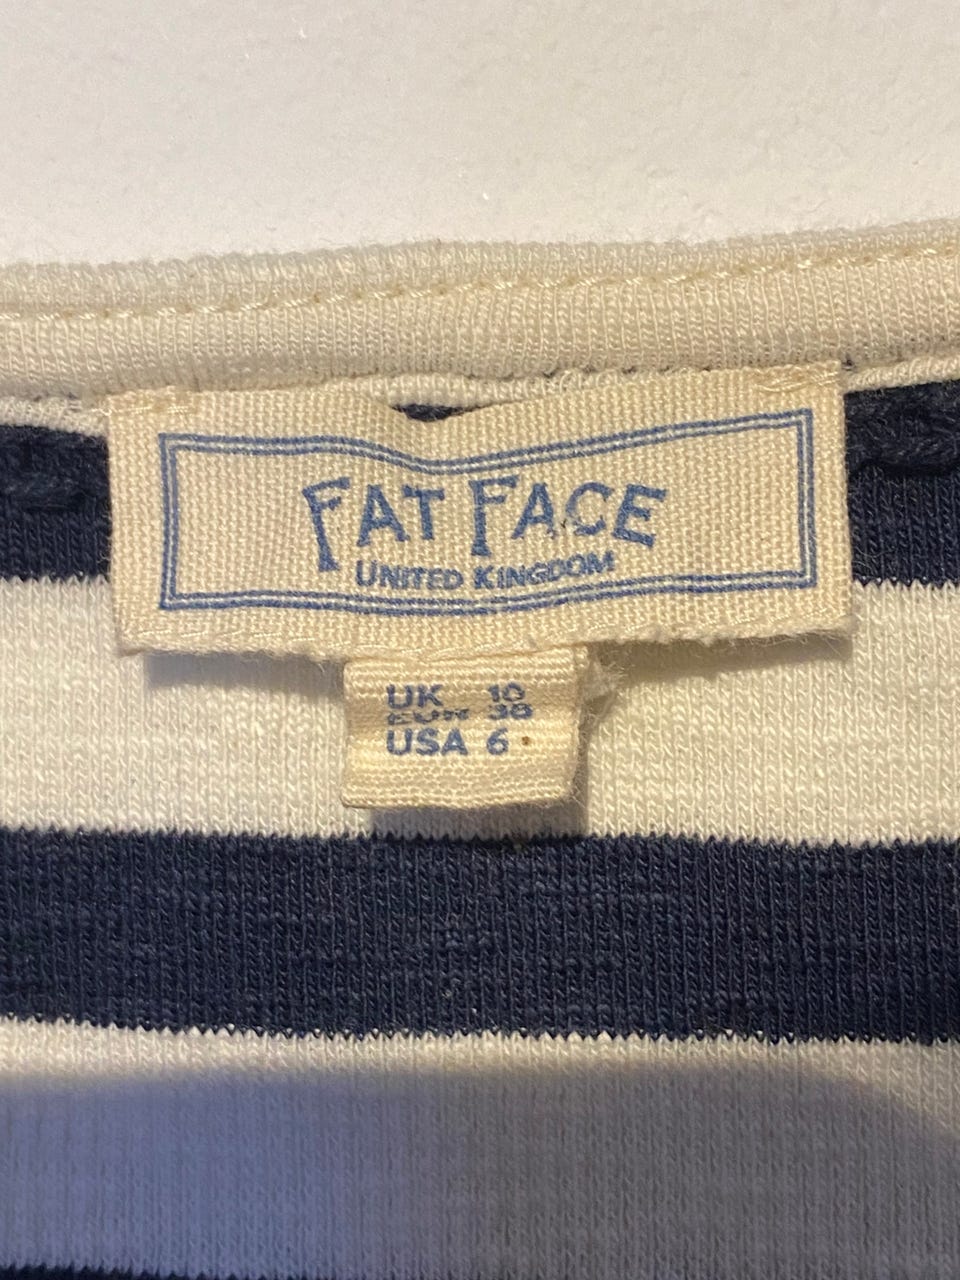 FAT FACE
UNITED KINGDOM
UK 10
EUR 38
USA 6